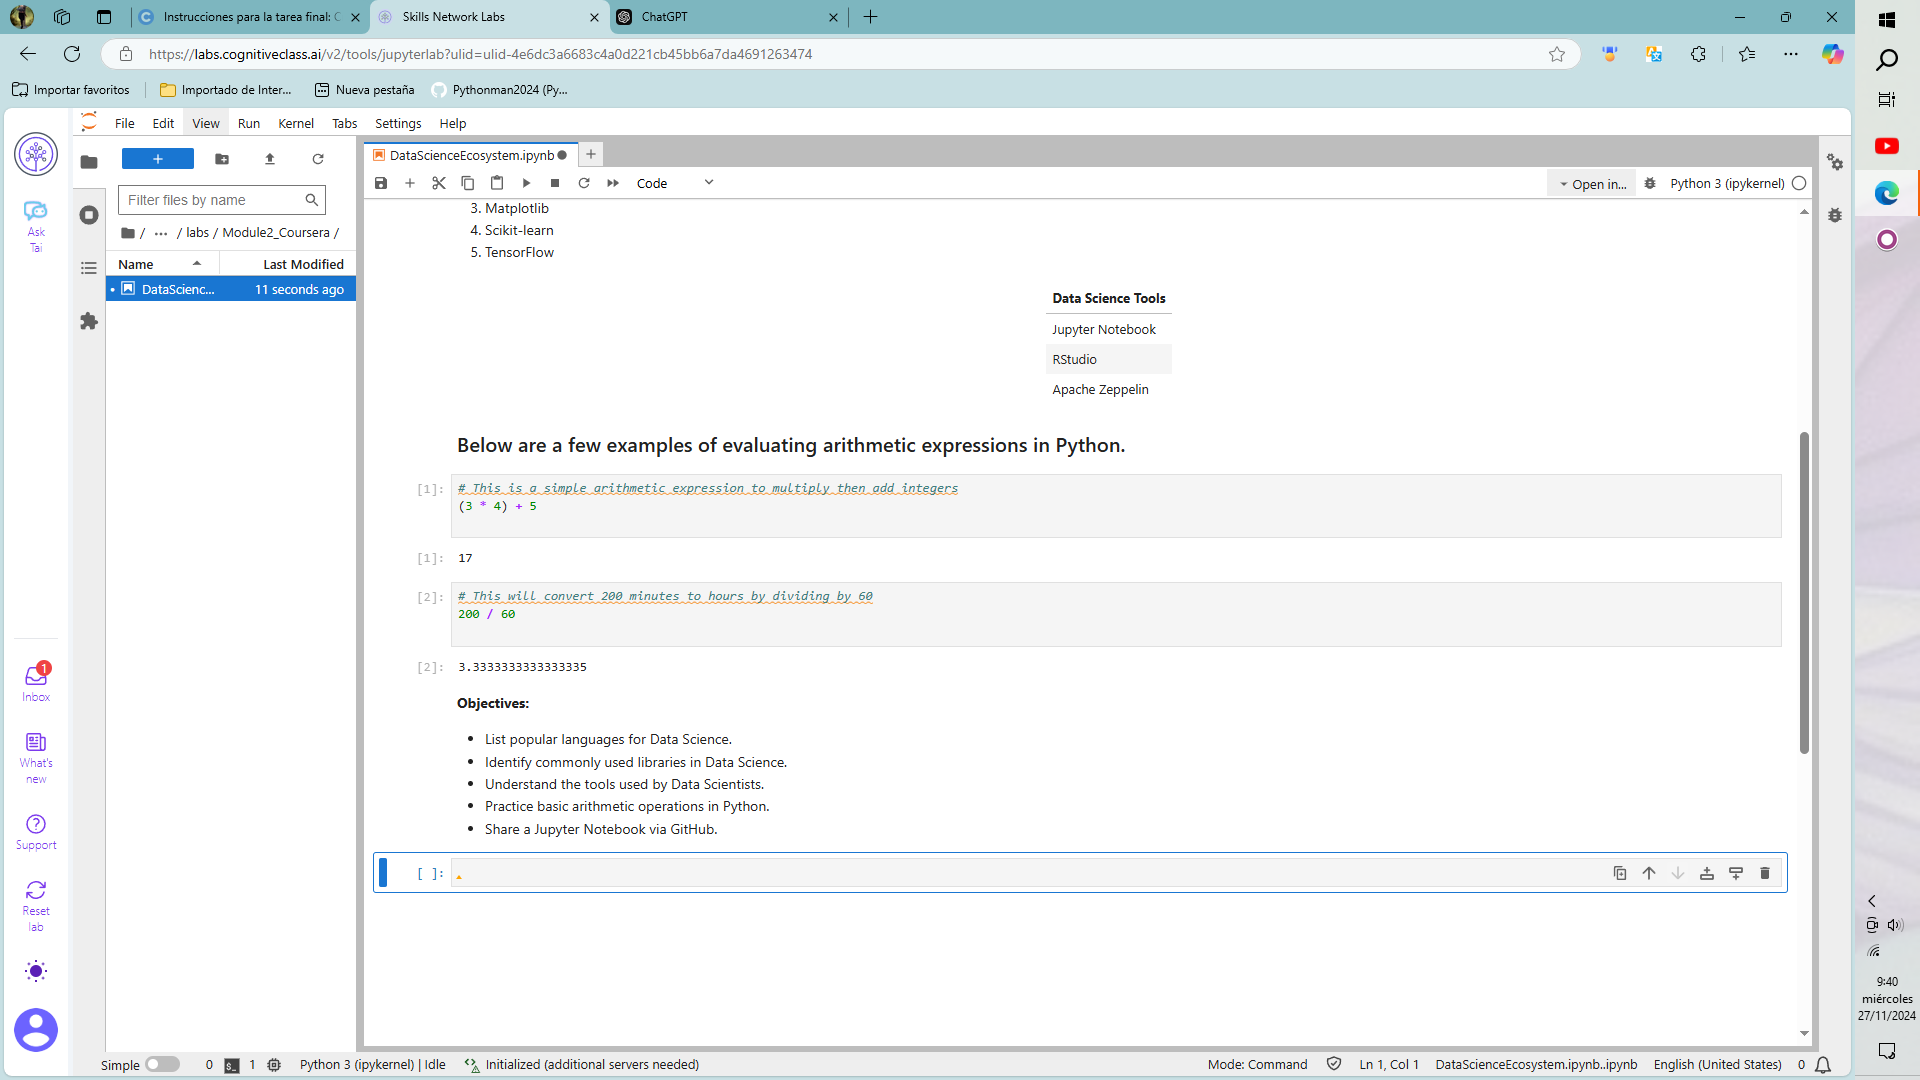 Instrucciones para la tarea final: C
Skills Network Labs
ChatGPT
https://labs.cognitiveclass.ai/v2/tools/jupyterlab?ulid=ulid-4e6dc3a6683c4a0d221cb45bb6a7da4691263474
Importar favoritos
Importado de Inter...
Nueva pestaña
Pythonman2024 (Py...
File Edit View Run Kernel Tabs Settings Help
Ask
Tai
Inbox
1
What's
new
Support
Reset
lab
Filter files by name
/ ... / labs / Module2_Coursera /
Name Last Modified
DataScienc... 11 seconds ago
DataScienceEcosystem.ipynb
Code
Open in...
Python 3 (ipykernel)
3. Matplotlib
4. Scikit-learn
5. TensorFlow
Data Science Tools
Jupyter Notebook
RStudio
Apache Zeppelin
Below are a few examples of evaluating arithmetic expressions in Python.
[1]: # This is a simple arithmetic expression to multiply then add integers
(3 * 4) + 5
[1]: 17
[2]: # This will convert 200 minutes to hours by dividing by 60
200 / 60
[2]: 3.3333333333333335
Objectives:
• List popular languages for Data Science.
• Identify commonly used libraries in Data Science.
• Understand the tools used by Data Scientists.
• Practice basic arithmetic operations in Python.
• Share a Jupyter Notebook via GitHub.
[ ]:
Simple 0 1 Python 3 (ipykernel) | Idle Initialized (additional servers needed)
Mode: Command Ln 1, Col 1 DataScienceEcosystem.ipynb..ipynb English (United States) 0
9:40
miércoles
27/11/2024